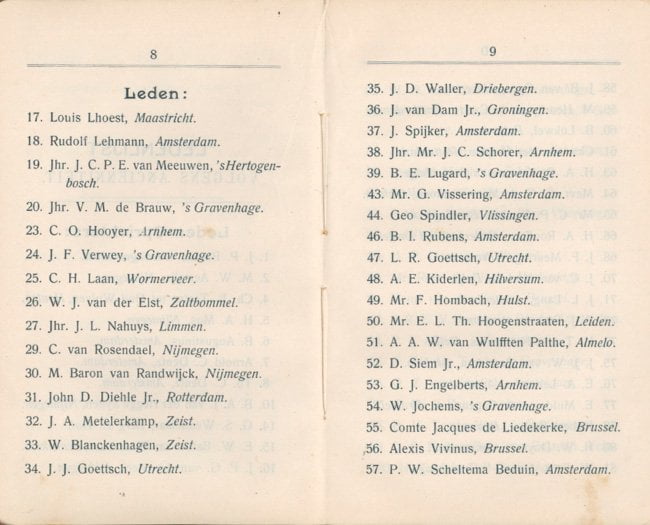 8
Leden:
17. Louis Lhoest, Maastricht.
18. Rudolf Lehmann, Amsterdam.
19. Jhr. J. C. P. E. van Meeuwen, 'sHertogen-
bosch.
20. Jhr. V. M. de Brauw, 's Gravenhage.
23. C. O. Hooyer, Arnhem.
24. J. F. Verwey, 's Gravenhage.
25. C. H. Laan, Wormerveer.
26. W. J. van der Elst, Zaltbommel.
27. Jhr. J. L. Nahuys, Limmen.
29. C. van Rosendael, Nijmegen.
30. M. Baron van Randwijck, Nijmegen.
31. John D. Diehle Jr., Rotterdam.
32. J. A. Metelerkamp, Zeist.
33. W. Blanckenhagen, Zeist.
34. J. J. Goettsch, Utrecht.
9
35. J. D. Waller, Driebergen.
36. J. van Dam Jr., Groningen.
37. J. Spijker, Amsterdam.
38. Jhr. Mr. J. C. Schorer, Arnhem.
39. B. E. Lugard, 's Gravenhage.
43. Mr. G. Vissering, Amsterdam.
44. Geo Spindler, Vlissingen.
46. B. I. Rubens, Amsterdam.
47. L. R. Goettsch, Utrecht.
48. A. E. Kiderlen, Hilversum.
49. Mr. F. Hombach, Hulst.
50. Mr. E. L. Th. Hoogenstraaten, Leiden.
51. A. A. W. van Wulfften Palthe, Almelo.
52. D. Siem Jr., Amsterdam.
53. G. J. Engelberts, Arnhem.
54. W. Jochems, 's Gravenhage.
55. Comte Jacques de Liedekerke, Brussel.
56. Alexis Vivinus, Brussel.
57. P. W. Scheltema Beduin, Amsterdam.